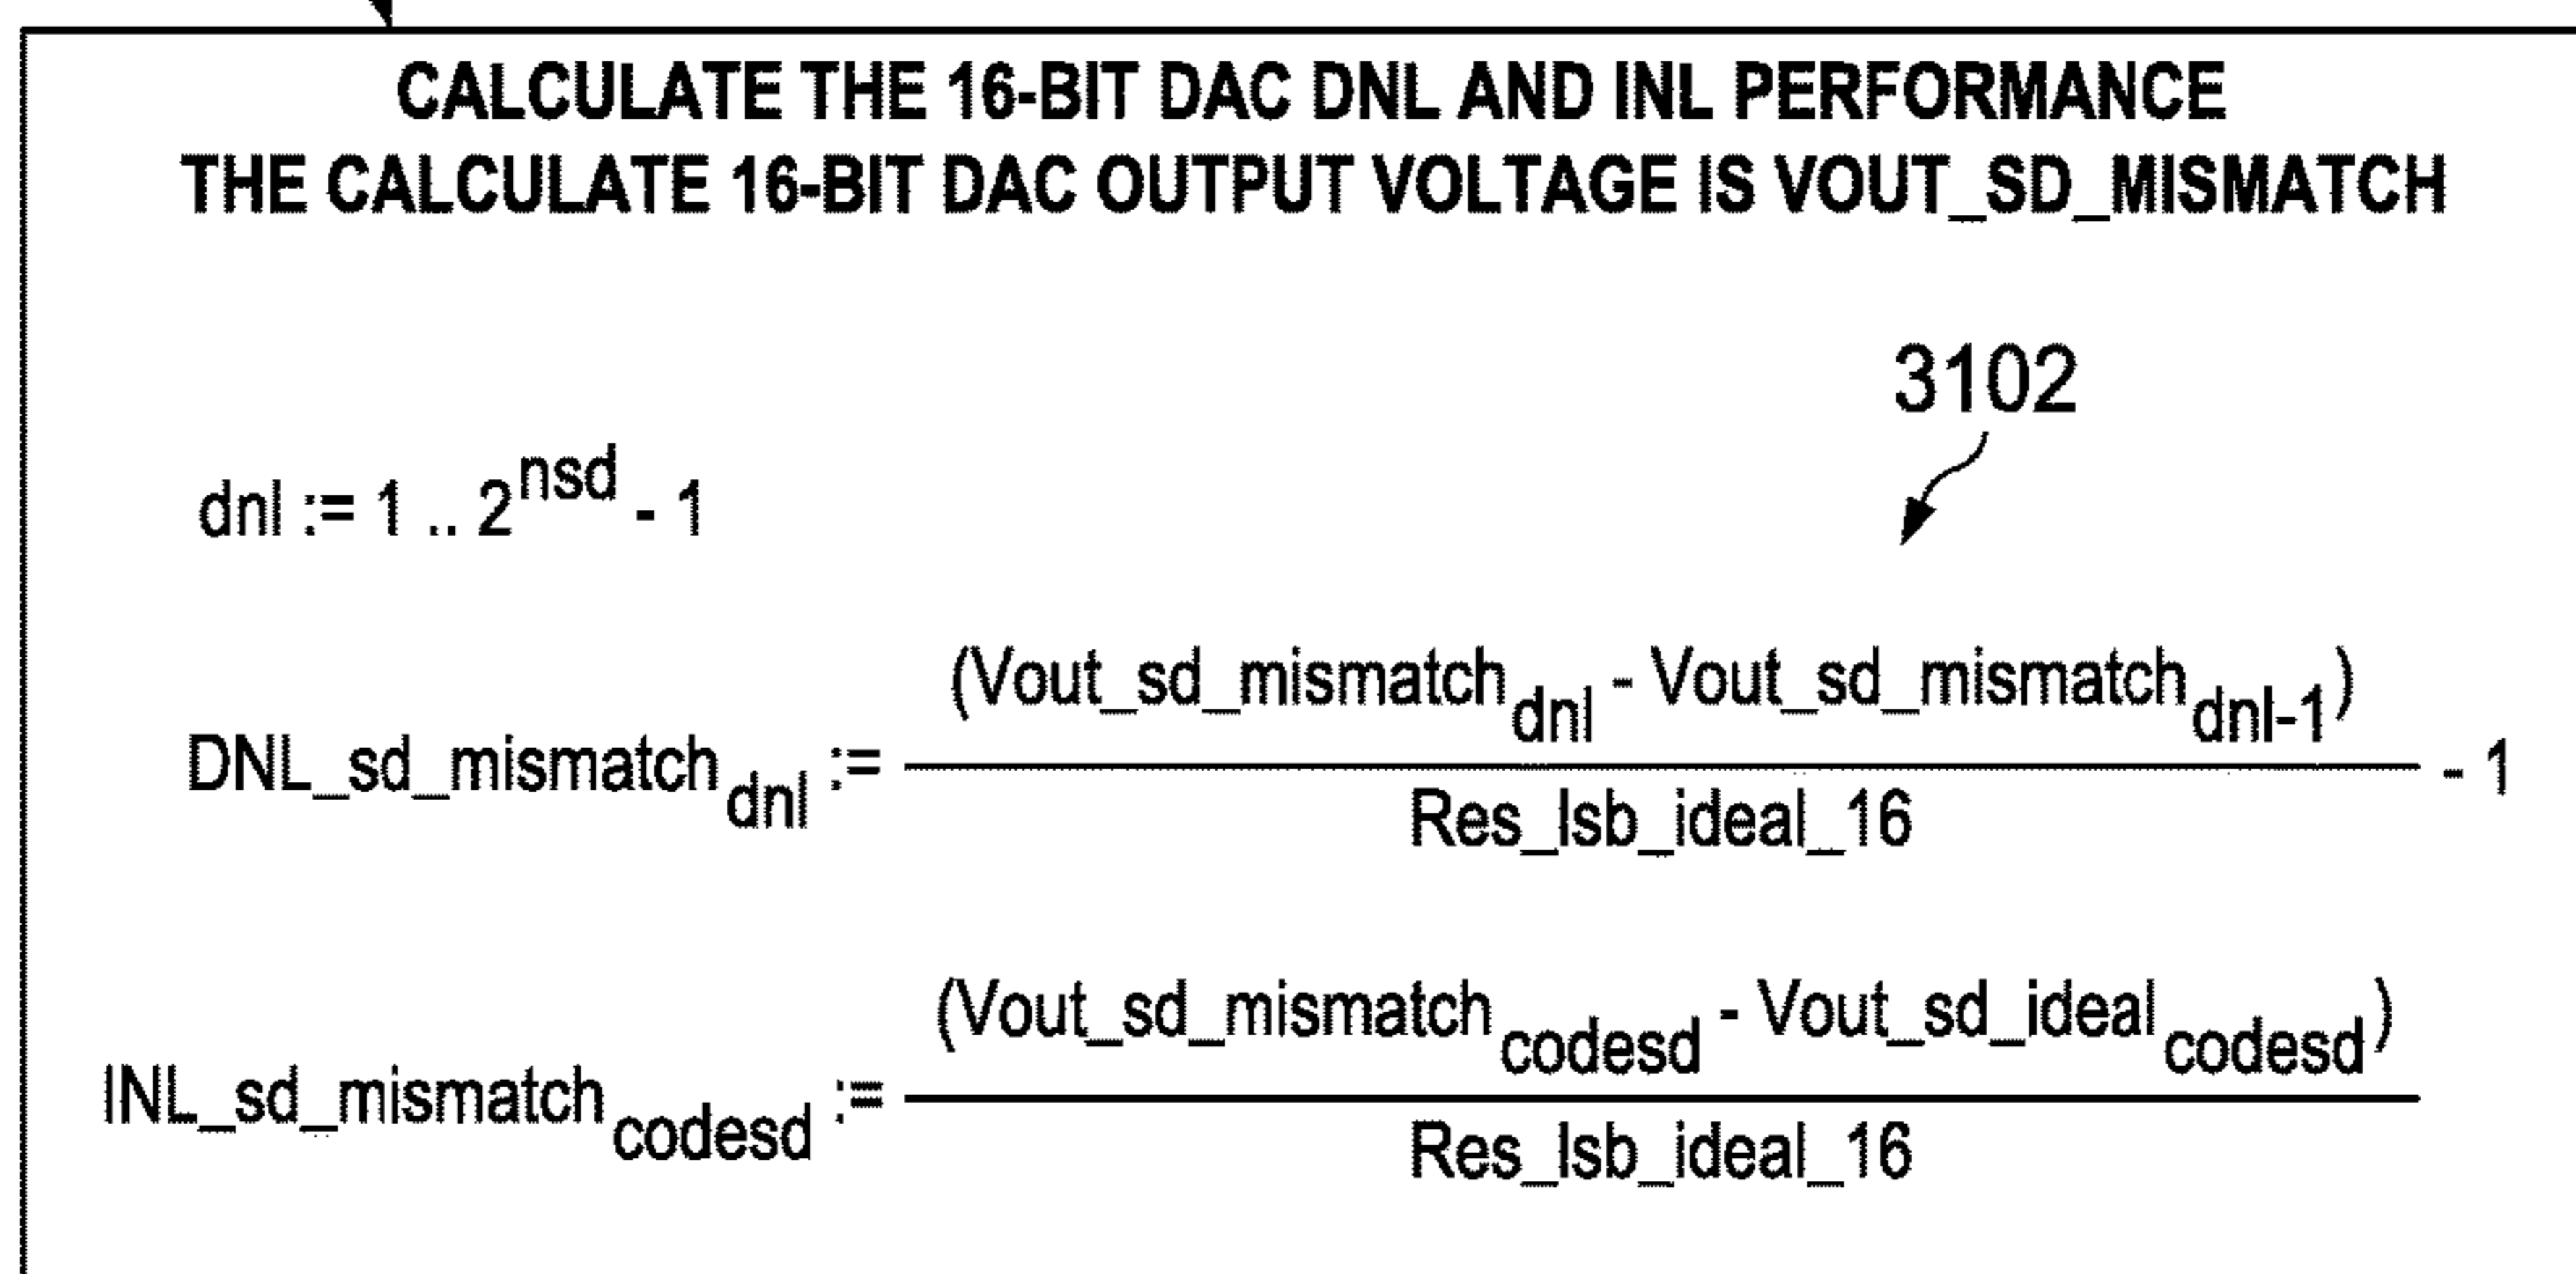 CALCULATE THE 16-BIT DAC DNL AND INL PERFORMANCE
THE CALCULATE 16-BIT DAC OUTPUT VOLTAGE IS VOUT_SD_MISMATCH
3102
dnl := 1 .. 2^nsd - 1
(Vout_sd_mismatch_dnl - Vout_sd_mismatch_dnl-1)
DNL_sd_mismatch_dnl := - 1
Res_lsb_ideal_16
(Vout_sd_mismatch_codesd - Vout_sd_ideal_codesd)
INL_sd_mismatch_codesd :=
Res_lsb_ideal_16